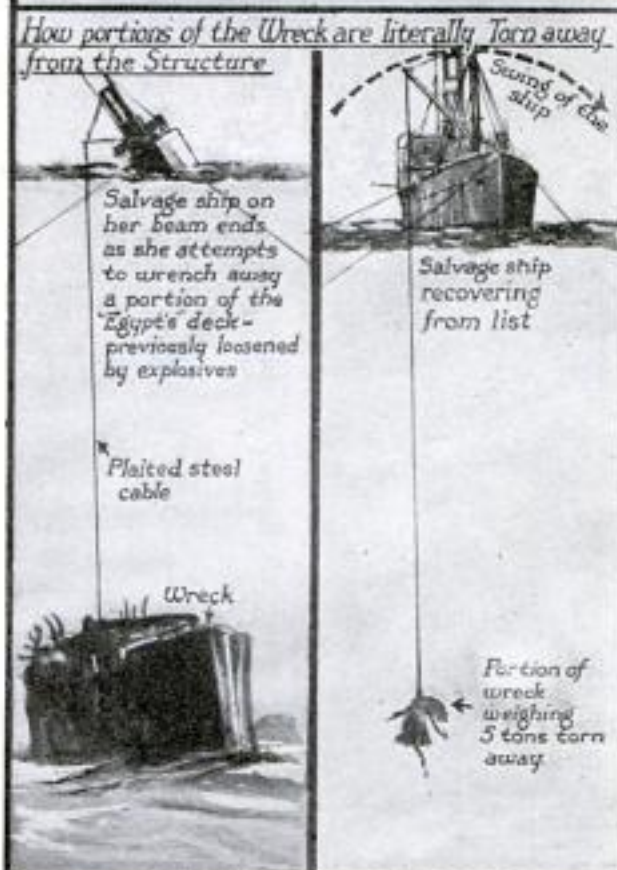 How portions of the Wreck are literally Torn away
from the Structure
Salvage ship on
her beam ends
as she attempts
to wrench away
a portion of the
"Egypt's" deck-
previously loosened
by explosives
Plaited steel
cable
Wreck
Swing of the
ship
Salvage ship
recovering
from list
Portion of
wreck
weighing
5 tons torn
away